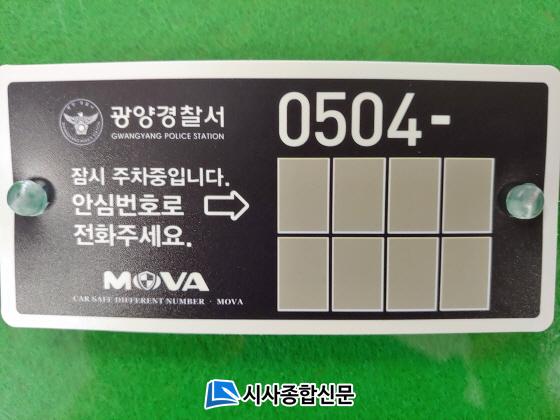 광양경찰서
GWANGYANG POLICE STATION
0504-
잠시 주차중입니다.
안심번호로
전화주세요.
MOVA
CAR SAFE DIFFERENT NUMBER · MOVA
시사종합신문